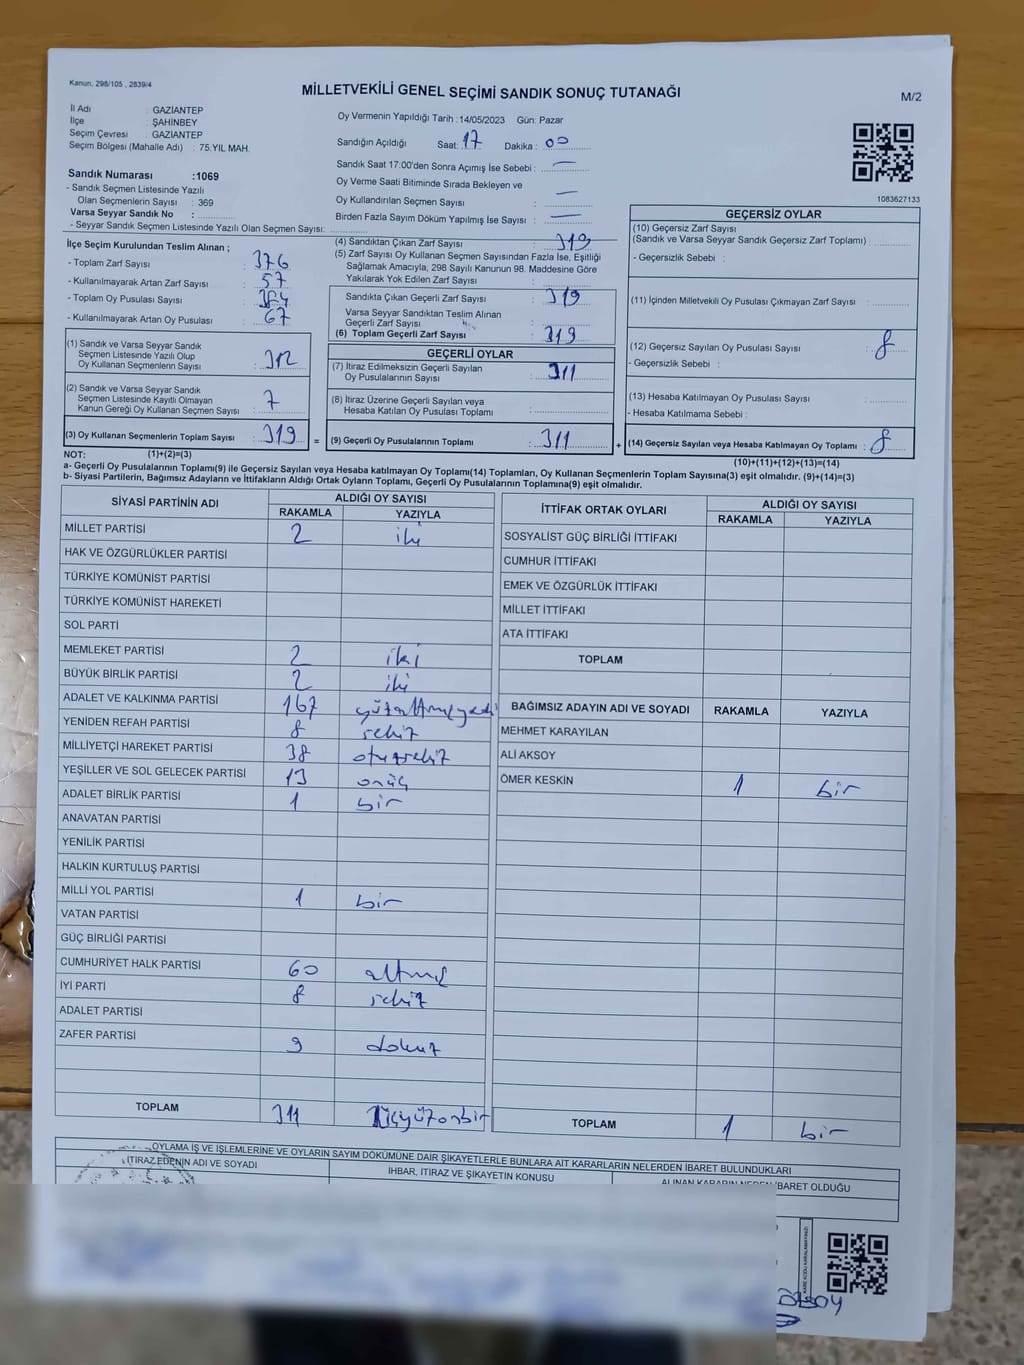 Kanun, 298/105 , 2839/4
MİLLETVEKİLİ GENEL SEÇİMİ SANDIK SONUÇ TUTANAĞI
M/2
İl Adı : GAZİANTEP
İlçe : ŞAHİNBEY
Seçim Çevresi : GAZİANTEP
Seçim Bölgesi (Mahalle Adı) : 75.YIL MAH.
Sandık Numarası :1069
- Sandık Seçmen Listesinde Yazılı
Olan Seçmenlerin Sayısı : 369
Varsa Seyyar Sandık No :
- Seyyar Sandık Seçmen Listesinde Yazılı Olan Seçmen Sayısı:
Oy Vermenin Yapıldığı Tarih :14/05/2023 Gün: Pazar
Sandığın Açıldığı Saat: 17 Dakika : 00
Sandık Saat 17:00'den Sonra Açımış İse Sebebi : —
Oy Verme Saati Bitiminde Sırada Bekleyen ve
Oy Kullandırılan Seçmen Sayısı : —
Birden Fazla Sayım Döküm Yapılmış İse Sayısı : —
1083627133
İlçe Seçim Kurulundan Teslim Alınan ;
- Toplam Zarf Sayısı : 376
- Kullanılmayarak Artan Zarf Sayısı : 57
- Toplam Oy Pusulası Sayısı :
- Kullanılmayarak Artan Oy Pusulası : 67
(1) Sandık ve Varsa Seyyar Sandık
Seçmen Listesinde Yazılı Olup
Oy Kullanan Seçmenlerin Sayısı : 312
(2) Sandık ve Varsa Seyyar Sandık
Seçmen Listesinde Kayıtlı Olmayan
Kanun Gereği Oy Kullanan Seçmen Sayısı : 7
(3) Oy Kullanan Seçmenlerin Toplam Sayısı : 319
=
(4) Sandıktan Çıkan Zarf Sayısı : 319
(5) Zarf Sayısı Oy Kullanan Seçmen Sayısından Fazla İse, Eşitliği
Sağlamak Amacıyla, 298 Sayılı Kanunun 98. Maddesine Göre
Yakılarak Yok Edilen Zarf Sayısı :
Sandıkta Çıkan Geçerli Zarf Sayısı : 319
Varsa Seyyar Sandıktan Teslim Alınan
Geçerli Zarf Sayısı :
(6) Toplam Geçerli Zarf Sayısı : 319
GEÇERLİ OYLAR
(7) İtiraz Edilmeksizin Geçerli Sayılan
Oy Pusulalarının Sayısı : 311
(8) İtiraz Üzerine Geçerli Sayılan veya
Hesaba Katılan Oy Pusulası Toplamı :
(9) Geçerli Oy Pusulalarının Toplamı : 311
+
GEÇERSİZ OYLAR
(10) Geçersiz Zarf Sayısı
(Sandık ve Varsa Seyyar Sandık Geçersiz Zarf Toplamı) :
- Geçersizlik Sebebi :
(11) İçinden Milletvekili Oy Pusulası Çıkmayan Zarf Sayısı :
(12) Geçersiz Sayılan Oy Pusulası Sayısı : 8
- Geçersizlik Sebebi :
(13) Hesaba Katılmayan Oy Pusulası Sayısı :
- Hesaba Katılmama Sebebi :
(14) Geçersiz Sayılan veya Hesaba Katılmayan Oy Toplamı : 8
NOT: (1)+(2)=(3)
(10)+(11)+(12)+(13)=(14)
a- Geçerli Oy Pusulalarının Toplamı(9) ile Geçersiz Sayılan veya Hesaba katılmayan Oy Toplamı(14) Toplamları, Oy Kullanan Seçmenlerin Toplam Sayısına(3) eşit olmalıdır. (9)+(14)=(3)
b- Siyasi Partilerin, Bağımsız Adayların ve İttifakların Aldığı Ortak Oyların Toplamı, Geçerli Oy Pusulalarının Toplamına(9) eşit olmalıdır.
SİYASİ PARTİNİN ADI
ALDIĞI OY SAYISI
RAKAMLA YAZIYLA
MİLLET PARTİSİ 2 iki
HAK VE ÖZGÜRLÜKLER PARTİSİ
TÜRKİYE KOMÜNİST PARTİSİ
TÜRKİYE KOMÜNİST HAREKETİ
SOL PARTİ
MEMLEKET PARTİSİ 2 iki
BÜYÜK BİRLİK PARTİSİ 2 iki
ADALET VE KALKINMA PARTİSİ 167 yüzaltmışyedi
YENİDEN REFAH PARTİSİ 8 sekiz
MİLLİYETÇİ HAREKET PARTİSİ 38 otuzsekiz
YEŞİLLER VE SOL GELECEK PARTİSİ 13 onüç
ADALET BİRLİK PARTİSİ 1 bir
ANAVATAN PARTİSİ
YENİLİK PARTİSİ
HALKIN KURTULUŞ PARTİSİ
MİLLİ YOL PARTİSİ 1 bir
VATAN PARTİSİ
GÜÇ BİRLİĞİ PARTİSİ
CUMHURİYET HALK PARTİSİ 60 altmış
İYİ PARTİ 8 sekiz
ADALET PARTİSİ
ZAFER PARTİSİ 9 dokuz
TOPLAM 311 üçyüzonbir
İTTİFAK ORTAK OYLARI
ALDIĞI OY SAYISI
RAKAMLA YAZIYLA
SOSYALİST GÜÇ BİRLİĞİ İTTİFAKI
CUMHUR İTTİFAKI
EMEK VE ÖZGÜRLÜK İTTİFAKI
MİLLET İTTİFAKI
ATA İTTİFAKI
TOPLAM
BAĞIMSIZ ADAYIN ADI VE SOYADI RAKAMLA YAZIYLA
MEHMET KARAYILAN
ALİ AKSOY
ÖMER KESKİN 1 bir
TOPLAM 1 bir
OYLAMA İŞ VE İŞLEMLERİNE VE OYLARIN SAYIM DÖKÜMÜNE DAİR ŞİKAYETLERLE BUNLARA AİT KARARLARIN NELERDEN İBARET BULUNDUKLARI
İTİRAZ EDENİN ADI VE SOYADI
İHBAR, İTİRAZ VE ŞİKAYETİN KONUSU
ALINAN KARARIN NEDEN İBARET OLDUĞU